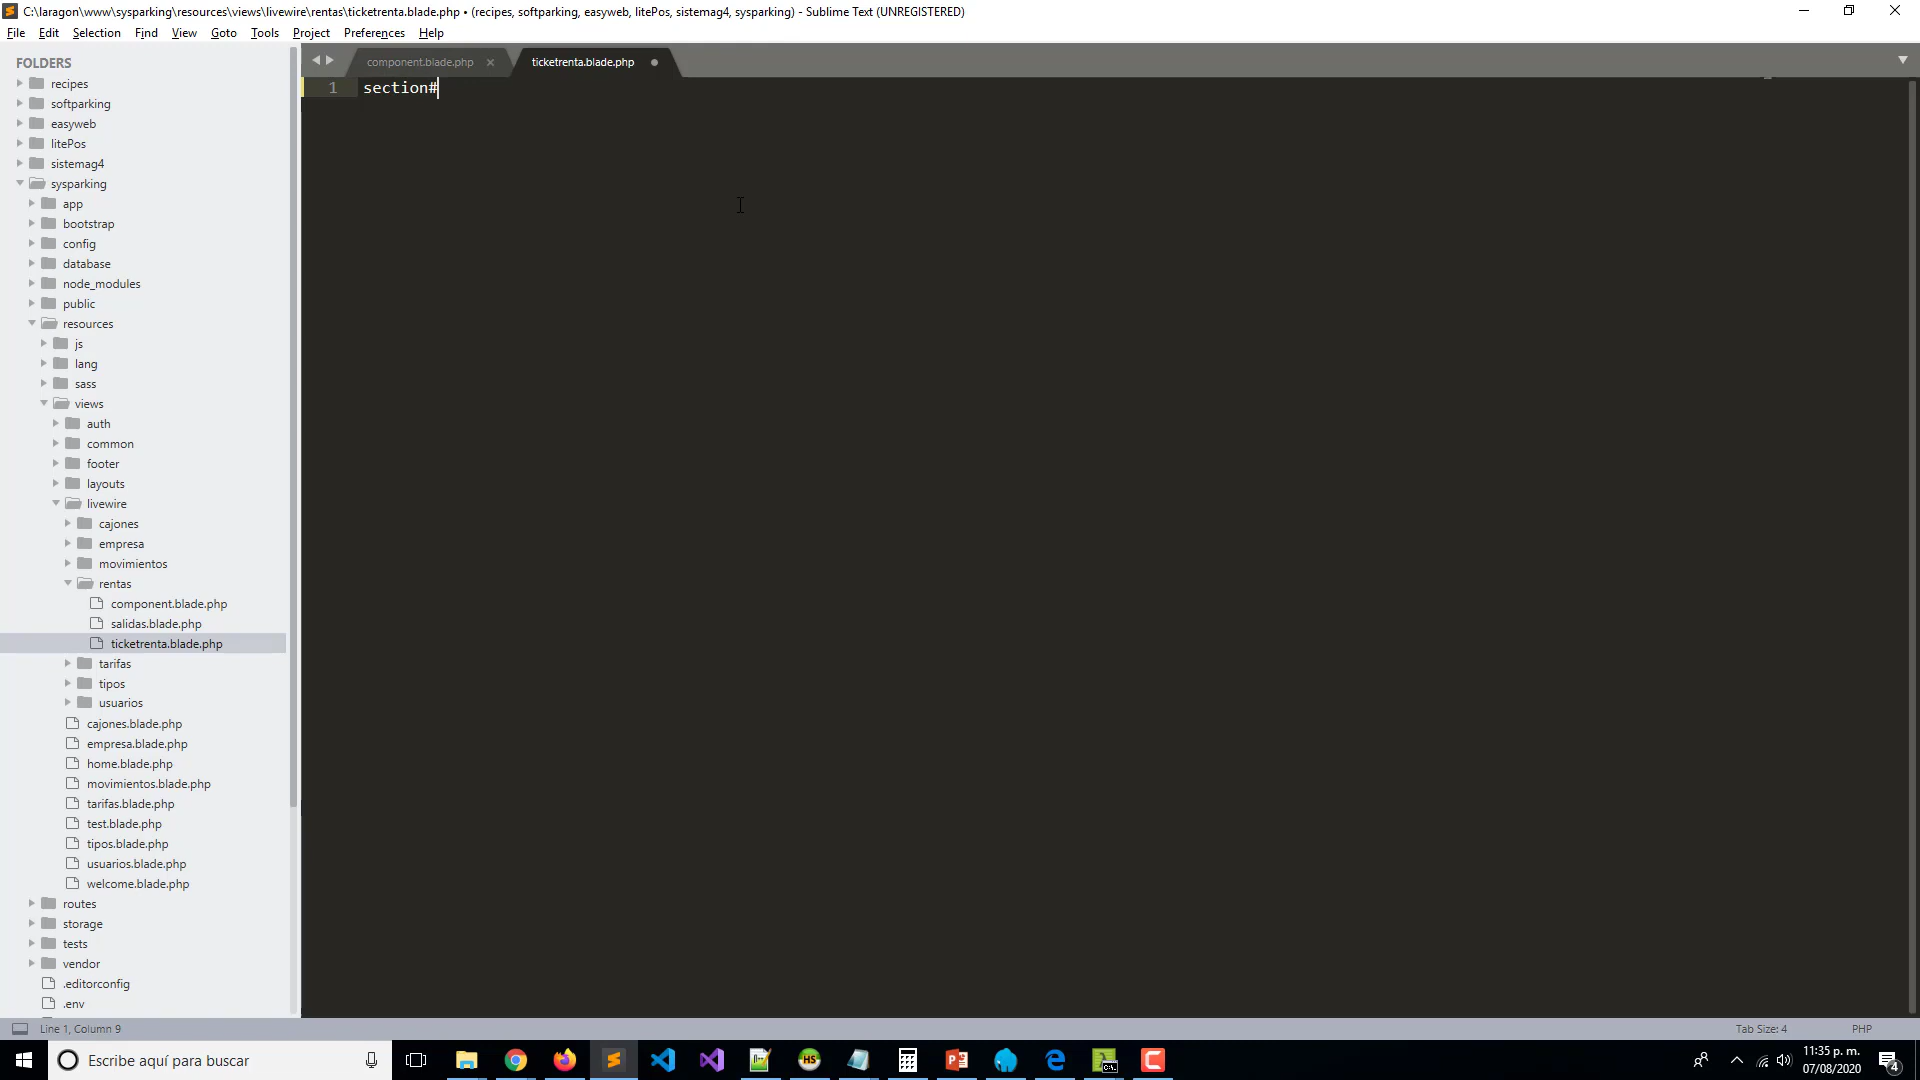 C:\laragon\www\sysparking\resources\views\livewire\rentas\ticketrenta.blade.php • (recipes, softparking, easyweb, litePos, sistemag4, sysparking) - Sublime Text (UNREGISTERED)
File Edit Selection Find View Goto Tools Project Preferences Help
FOLDERS
recipes
softparking
easyweb
litePos
sistemag4
sysparking
app
bootstrap
config
database
node_modules
public
resources
js
lang
sass
views
auth
common
footer
layouts
livewire
cajones
empresa
movimientos
rentas
component.blade.php
salidas.blade.php
ticketrenta.blade.php
tarifas
tipos
usuarios
cajones.blade.php
empresa.blade.php
home.blade.php
movimientos.blade.php
tarifas.blade.php
test.blade.php
tipos.blade.php
usuarios.blade.php
welcome.blade.php
routes
storage
tests
vendor
.editorconfig
.env
component.blade.php × ticketrenta.blade.php
1 section#
Line 1, Column 9 Tab Size: 4 PHP
Escribe aquí para buscar
HS
11:35 p. m.
07/08/2020
4